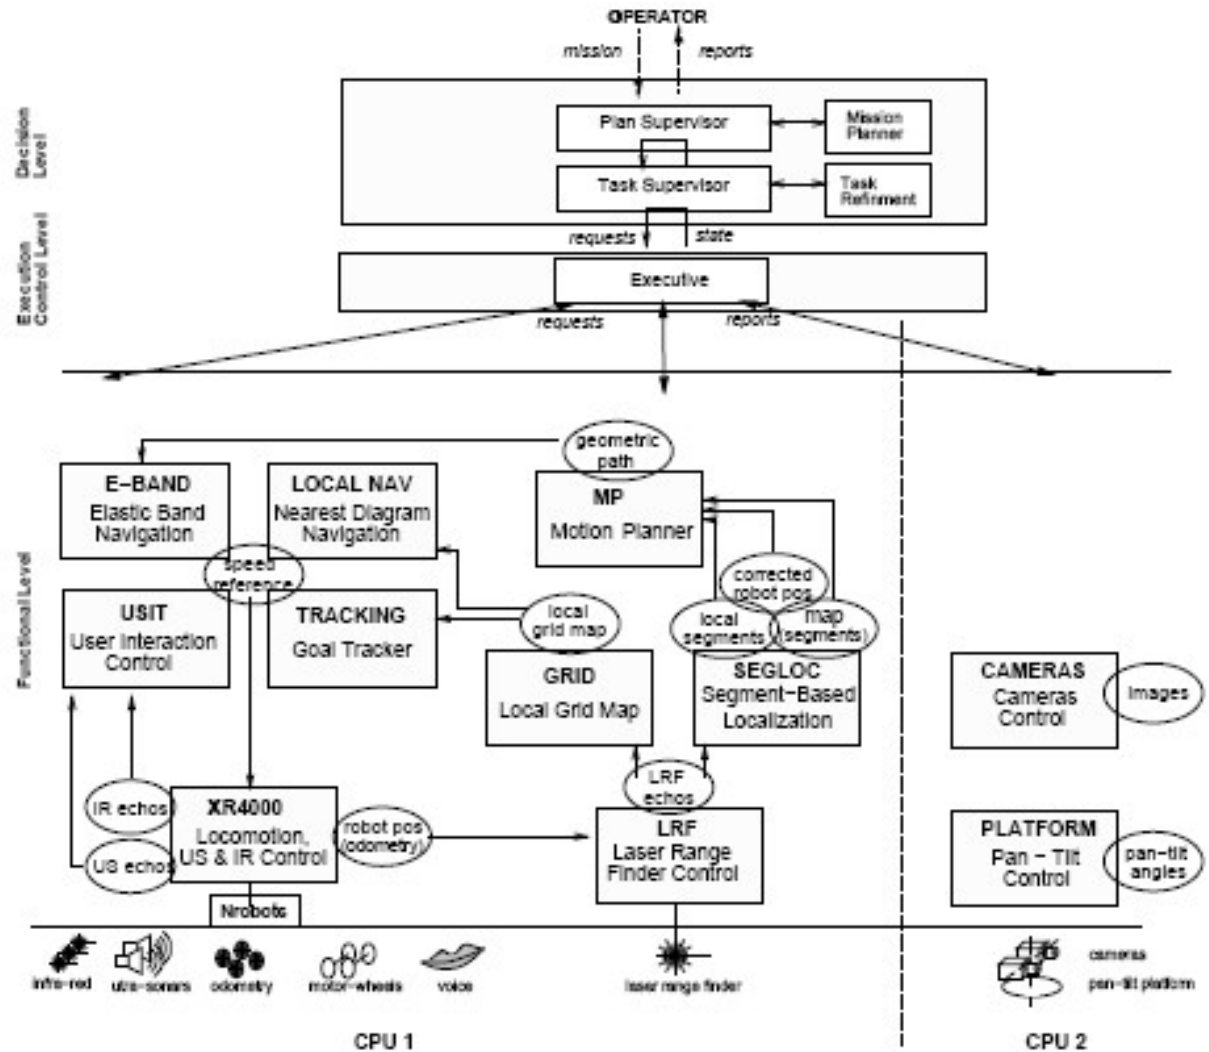 OPERATOR
mission
reports
Decision
Level
Plan Supervisor
Mission
Planner
Task Supervisor
Task
Refinment
requests
state
Execution
Control Level
Executive
requests
reports
Functional Level
geometric
path
E-BAND
Elastic Band
Navigation
LOCAL NAV
Nearest Diagram
Navigation
MP
Motion Planner
speed
reference
corrected
robot pos
USIT
User Interaction
Control
TRACKING
Goal Tracker
local
grid map
local
segments
map
(segments)
GRID
Local Grid Map
SEGLOC
Segment-Based
Localization
CAMERAS
Cameras
Control
Images
IR echos
US echos
XR4000
Locomotion,
US & IR Control
robot pos
(odometry)
LRF
echos
LRF
Laser Range
Finder Control
PLATFORM
Pan - Tilt
Control
pan-tilt
angles
Nrobots
infra-red
utra-sonars
odometry
motor-wheels
voice
laser range finder
cameras
pan-tilt platform
CPU 1
CPU 2